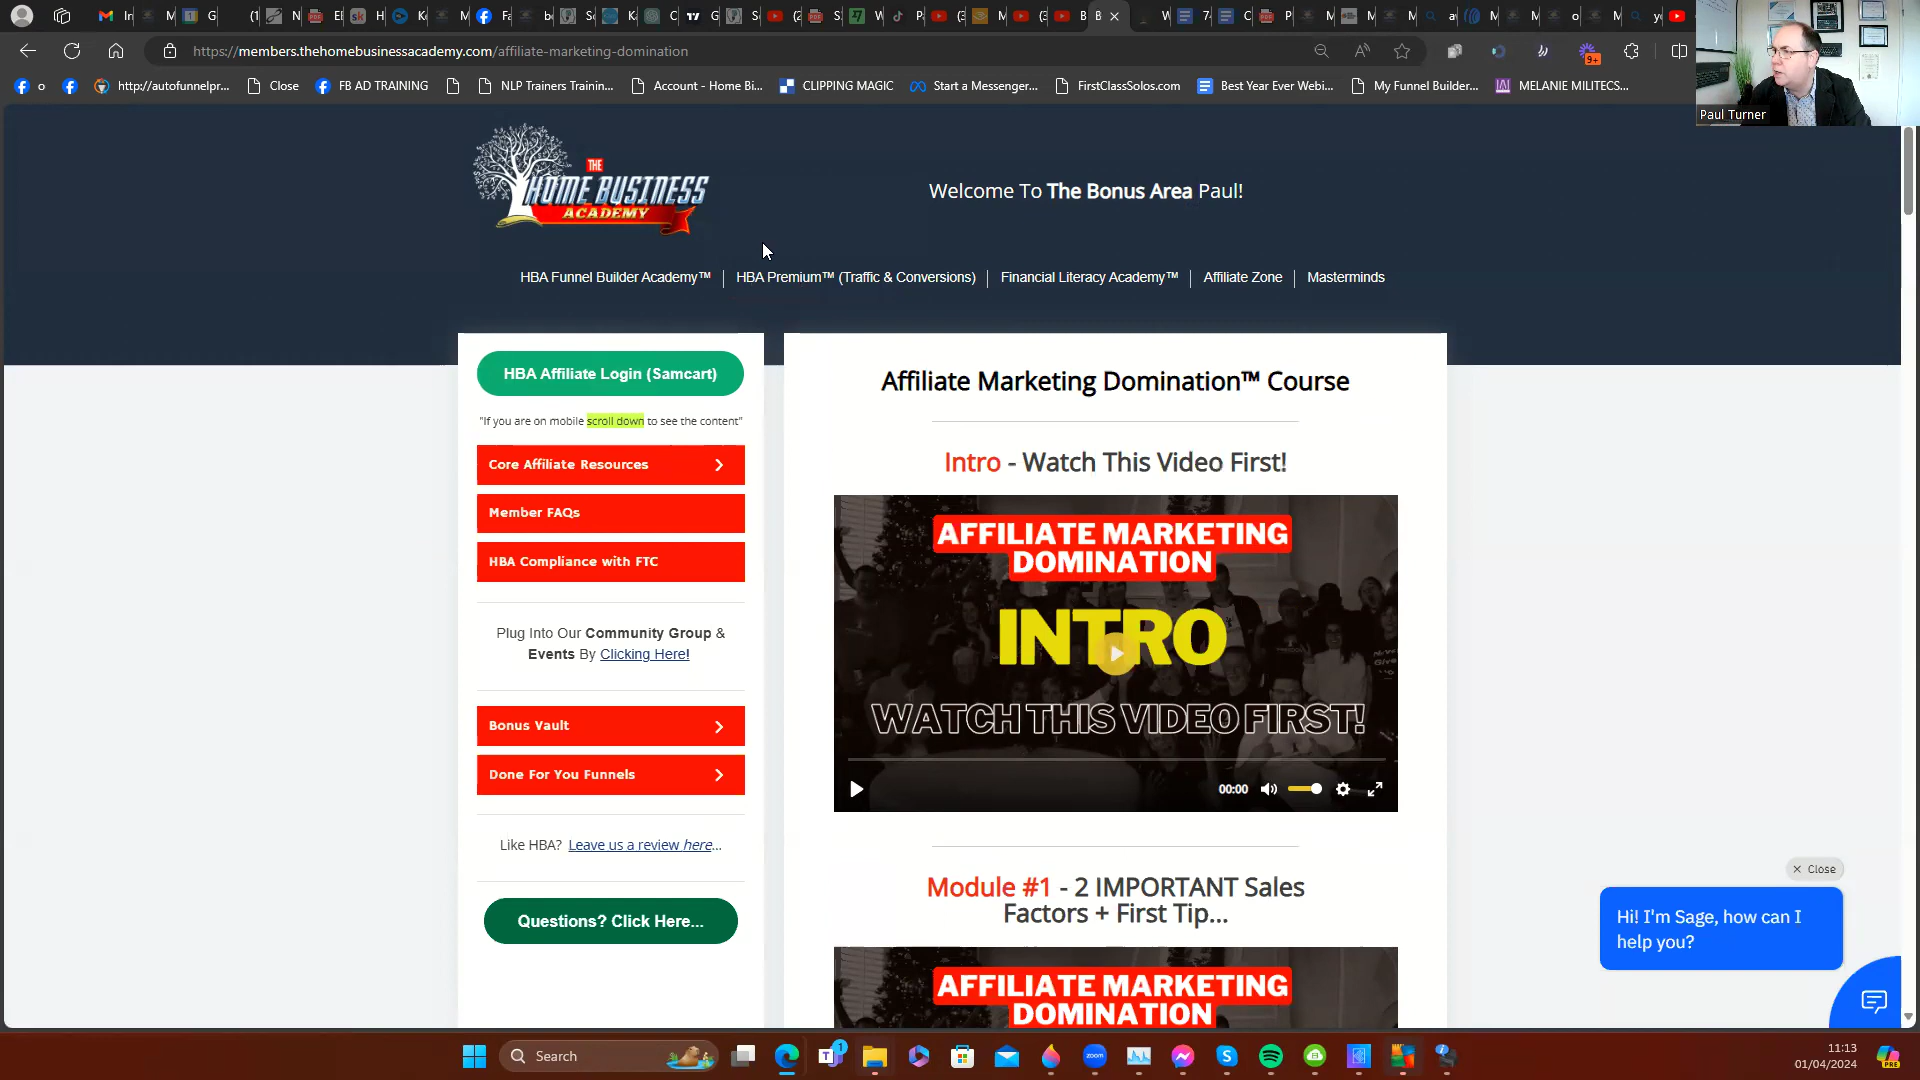 https://members.thehomebusinessacademy.com/affiliate-marketing-domination
9+
o
http://autofunnelpr...
Close
FB AD TRAINING
NLP Trainers Trainin...
Account - Home Bi...
CLIPPING MAGIC
Start a Messenger...
FirstClassSolos.com
Best Year Ever Webi...
My Funnel Builder...
MELANIE MILITECS...
Paul Turner
THE
HOME BUSINESS
ACADEMY
Welcome To The Bonus Area Paul!
HBA Funnel Builder Academy™
HBA Premium™ (Traffic & Conversions)
Financial Literacy Academy™
Affiliate Zone
Masterminds
HBA Affiliate Login (Samcart)
"If you are on mobile scroll down to see the content"
Core Affiliate Resources
Member FAQs
HBA Compliance with FTC
Plug Into Our Community Group &
Events By Clicking Here!
Bonus Vault
Done For You Funnels
Like HBA? Leave us a review here...
Questions? Click Here...
Affiliate Marketing Domination™ Course
Intro - Watch This Video First!
AFFILIATE MARKETING
DOMINATION
INTRO
WATCH THIS VIDEO FIRST!
00:00
Module #1 - 2 IMPORTANT Sales
Factors + First Tip...
AFFILIATE MARKETING
DOMINATION
Close
Hi! I'm Sage, how can I
help you?
Search
1
zoom
11:13
01/04/2024
PRE